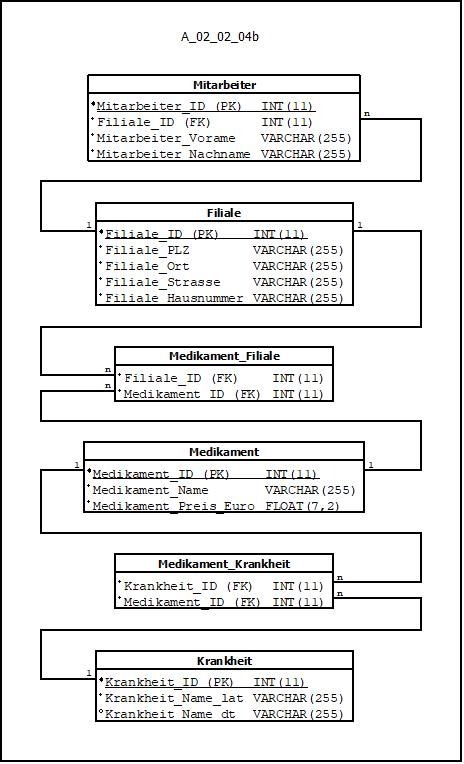 A_02_02_04b
Mitarbeiter
Mitarbeiter_ID (PK) INT(11)
Filiale_ID (FK) INT(11)
Mitarbeiter_Vorame VARCHAR(255)
Mitarbeiter_Nachname VARCHAR(255)
n
1
Filiale
1
Filiale_ID (PK) INT(11)
Filiale_PLZ VARCHAR(255)
Filiale_Ort VARCHAR(255)
Filiale_Strasse VARCHAR(255)
Filiale_Hausnummer VARCHAR(255)
Medikament_Filiale
n
Filiale_ID (FK) INT(11)
n
Medikament_ID (FK) INT(11)
Medikament
1
1
Medikament_ID (PK) INT(11)
Medikament_Name VARCHAR(255)
Medikament_Preis_Euro FLOAT(7,2)
Medikament_Krankheit
Krankheit_ID (FK) INT(11)
n
Medikament_ID (FK) INT(11)
n
Krankheit
1
Krankheit_ID (PK) INT(11)
Krankheit_Name_lat VARCHAR(255)
Krankheit_Name_dt VARCHAR(255)